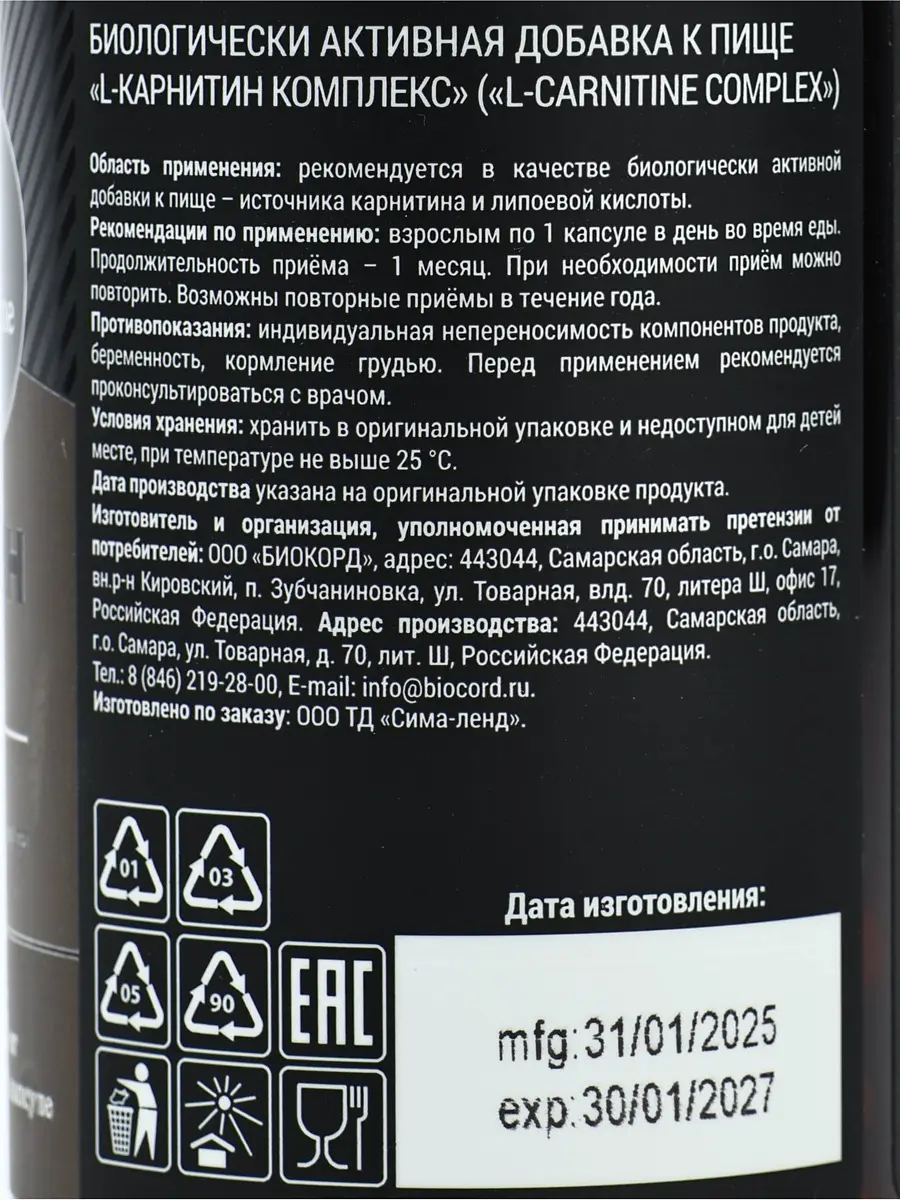 БИОЛОГИЧЕСКИ АКТИВНАЯ ДОБАВКА К ПИЩЕ
«L-КАРНИТИН КОМПЛЕКС» («L-CARNITINE COMPLEX»)
Область применения: рекомендуется в качестве биологически активной
добавки к пище – источника карнитина и липоевой кислоты.
Рекомендации по применению: взрослым по 1 капсуле в день во время еды.
Продолжительность приёма – 1 месяц. При необходимости приём можно
повторить. Возможны повторные приёмы в течение года.
Противопоказания: индивидуальная непереносимость компонентов продукта,
беременность, кормление грудью. Перед применением рекомендуется
проконсультироваться с врачом.
Условия хранения: хранить в оригинальной упаковке и недоступном для детей
месте, при температуре не выше 25 °С.
Дата производства указана на оригинальной упаковке продукта.
Изготовитель и организация, уполномоченная принимать претензии от
потребителей: ООО «БИОКОРД», адрес: 443044, Самарская область, г.о. Самара,
вн.р-н Кировский, п. Зубчаниновка, ул. Товарная, влд. 70, литера Ш, офис 17,
Российская Федерация. Адрес производства: 443044, Самарская область,
г.о. Самара, ул. Товарная, д. 70, лит. Ш, Российская Федерация.
Тел.: 8 (846) 219-28-00, E-mail: info@biocord.ru.
Изготовлено по заказу: ООО ТД «Сима-ленд».
01
03
05
90
EAC
Дата изготовления:
mfg:31/01/2025
exp:30/01/2027